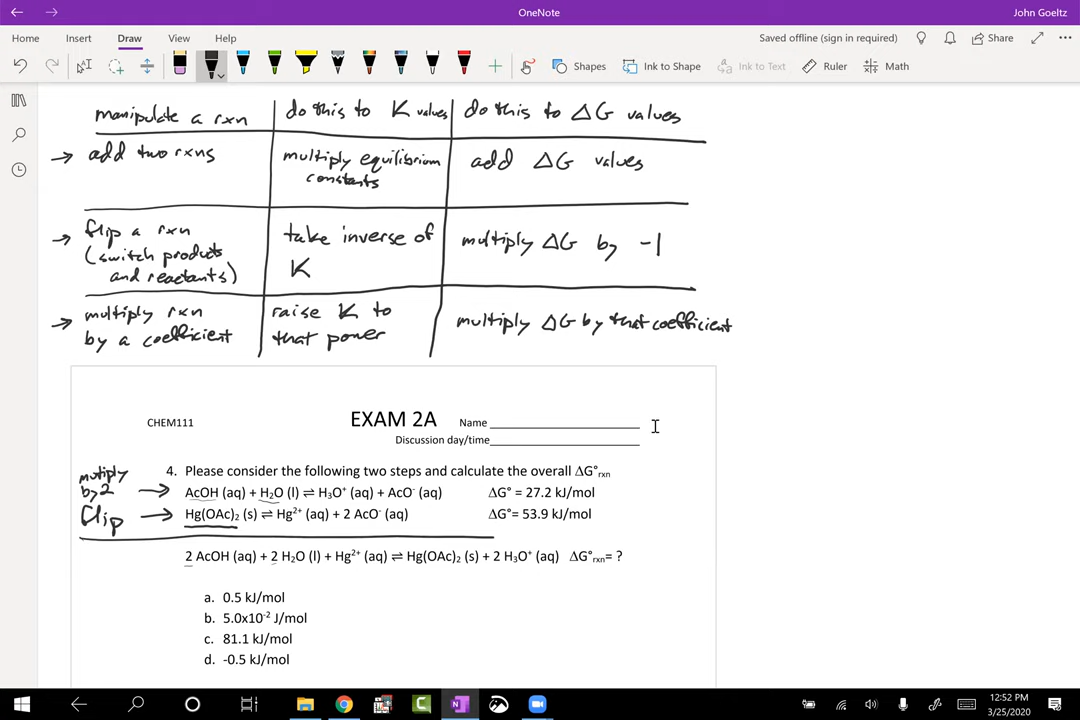 OneNote
John Goeltz
Home Insert Draw View Help
Saved offline (sign in required)
Share
Shapes
Ink to Shape
Ink to Text
Ruler
Math
manipulate a rxn do this to K values do this to ΔG values
→ add two rxns multiply equilibrium add ΔG values
constants
→ flip a rxn take inverse of multiply ΔG by -1
(switch products K
and reactants)
→ multiply rxn raise K to multiply ΔG by that coefficient
by a coefficient that power
CHEM111 EXAM 2A Name
Discussion day/time
mutiply
by 2
Flip
4. Please consider the following two steps and calculate the overall ΔG°rxn
→ AcOH (aq) + H₂O (l) ⇌ H₃O⁺ (aq) + AcO⁻ (aq) ΔG° = 27.2 kJ/mol
→ Hg(OAc)₂ (s) ⇌ Hg²⁺ (aq) + 2 AcO⁻ (aq) ΔG°= 53.9 kJ/mol
2 AcOH (aq) + 2 H₂O (l) + Hg²⁺ (aq) ⇌ Hg(OAc)₂ (s) + 2 H₃O⁺ (aq) ΔG°rxn= ?
a. 0.5 kJ/mol
b. 5.0x10⁻² J/mol
c. 81.1 kJ/mol
d. -0.5 kJ/mol
12:52 PM
3/25/2020